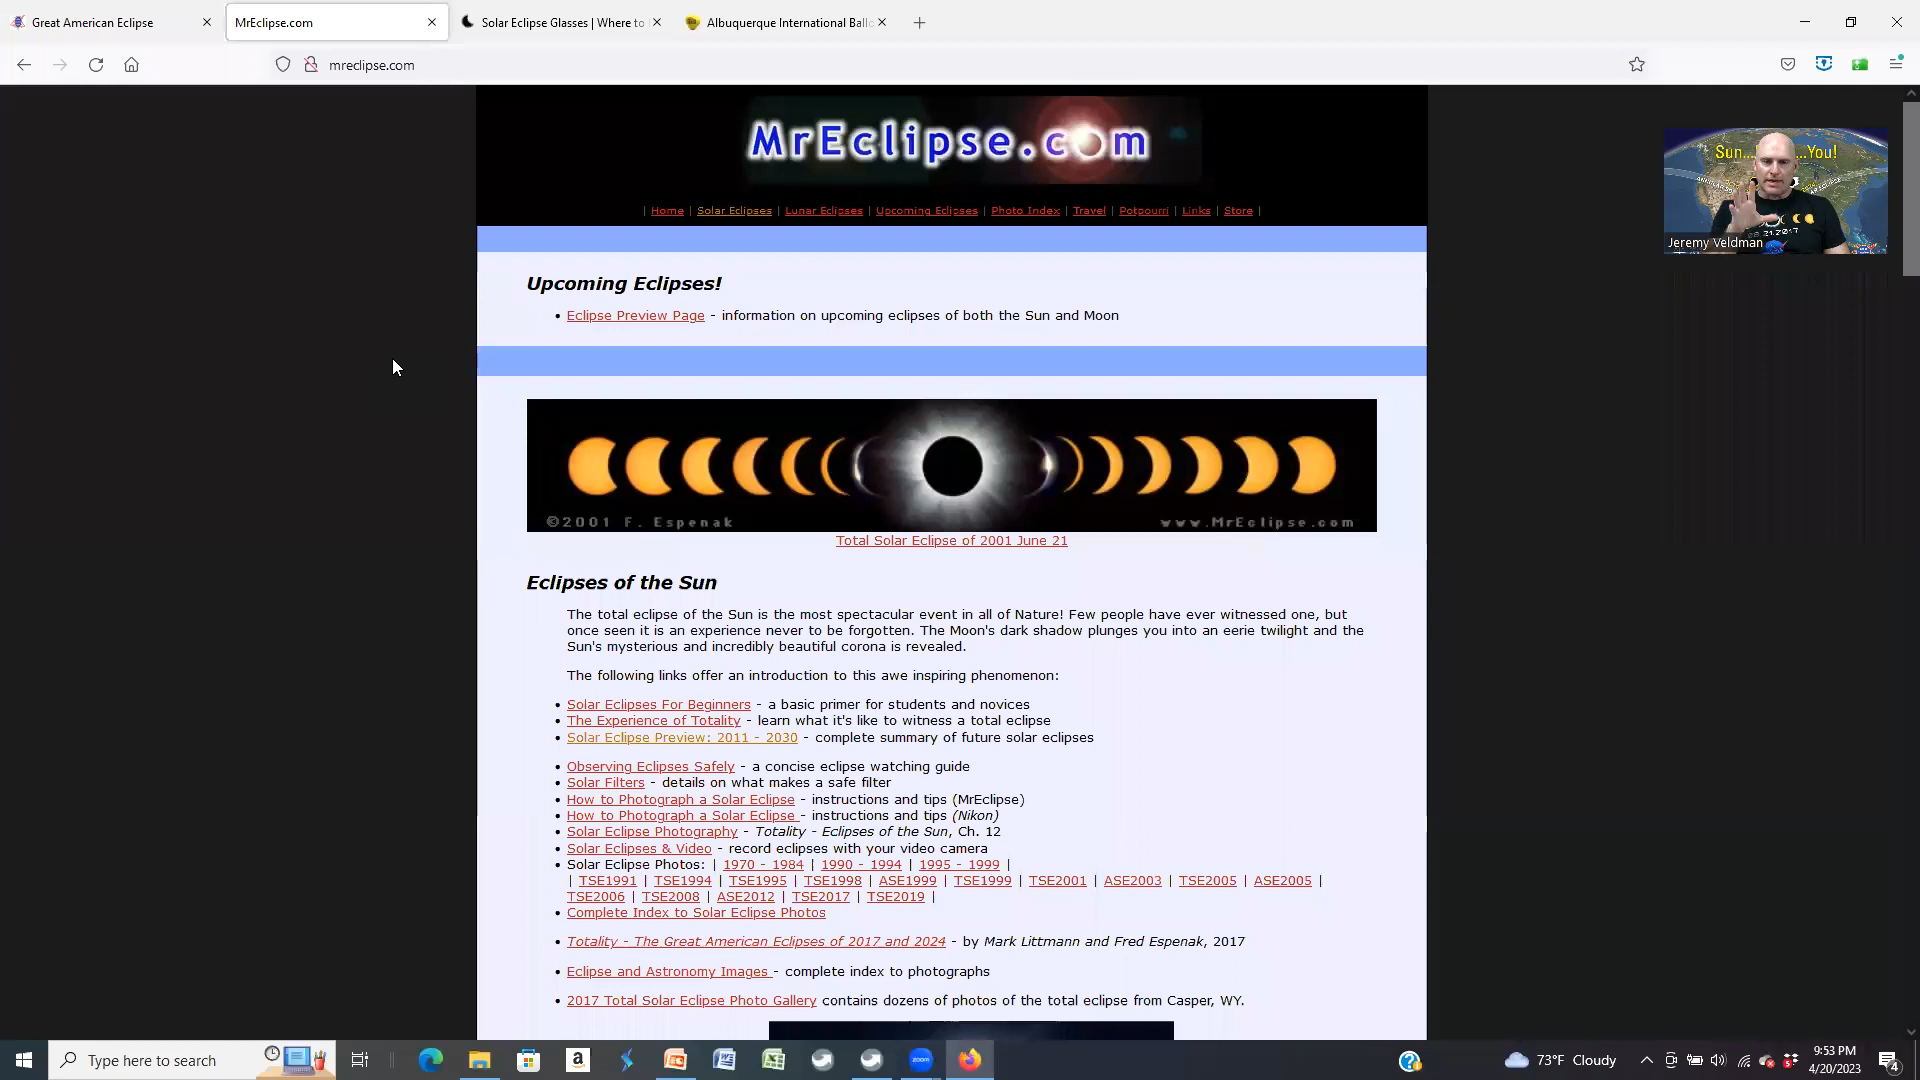 Great American Eclipse
MrEclipse.com
Solar Eclipse Glasses | Where to
Albuquerque International Ballo
mreclipse.com
MrEclipse.com
| Home | Solar Eclipses | Lunar Eclipses | Upcoming Eclipses | Photo Index | Travel | Potpourri | Links | Store |
Sun... ...You!
Jeremy Veldman
08.21.2017
Upcoming Eclipses!
• Eclipse Preview Page - information on upcoming eclipses of both the Sun and Moon
©2001 F. Espenak
www.MrEclipse.com
Total Solar Eclipse of 2001 June 21
Eclipses of the Sun
The total eclipse of the Sun is the most spectacular event in all of Nature! Few people have ever witnessed one, but
once seen it is an experience never to be forgotten. The Moon's dark shadow plunges you into an eerie twilight and the
Sun's mysterious and incredibly beautiful corona is revealed.
The following links offer an introduction to this awe inspiring phenomenon:
• Solar Eclipses For Beginners - a basic primer for students and novices
• The Experience of Totality - learn what it's like to witness a total eclipse
• Solar Eclipse Preview: 2011 - 2030 - complete summary of future solar eclipses
• Observing Eclipses Safely - a concise eclipse watching guide
• Solar Filters - details on what makes a safe filter
• How to Photograph a Solar Eclipse - instructions and tips (MrEclipse)
• How to Photograph a Solar Eclipse - instructions and tips (Nikon)
• Solar Eclipse Photography - Totality - Eclipses of the Sun, Ch. 12
• Solar Eclipses & Video - record eclipses with your video camera
• Solar Eclipse Photos: | 1970 - 1984 | 1990 - 1994 | 1995 - 1999 |
| TSE1991 | TSE1994 | TSE1995 | TSE1998 | ASE1999 | TSE1999 | TSE2001 | ASE2003 | TSE2005 | ASE2005 |
TSE2006 | TSE2008 | ASE2012 | TSE2017 | TSE2019 |
• Complete Index to Solar Eclipse Photos
• Totality - The Great American Eclipses of 2017 and 2024 - by Mark Littmann and Fred Espenak, 2017
• Eclipse and Astronomy Images - complete index to photographs
• 2017 Total Solar Eclipse Photo Gallery contains dozens of photos of the total eclipse from Casper, WY.
Type here to search
zoom
73°F Cloudy
9:53 PM
4/20/2023
4